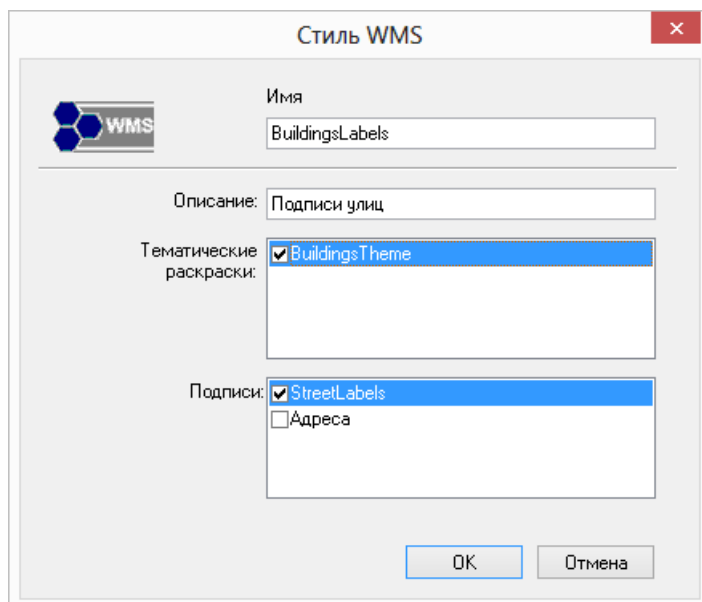 Стиль WMS
Имя
WMS
BuildingsLabels
Описание: Подписи улиц
Тематические
раскраски:
BuildingsTheme
Подписи: StreetLabels
Адреса
OK
Отмена